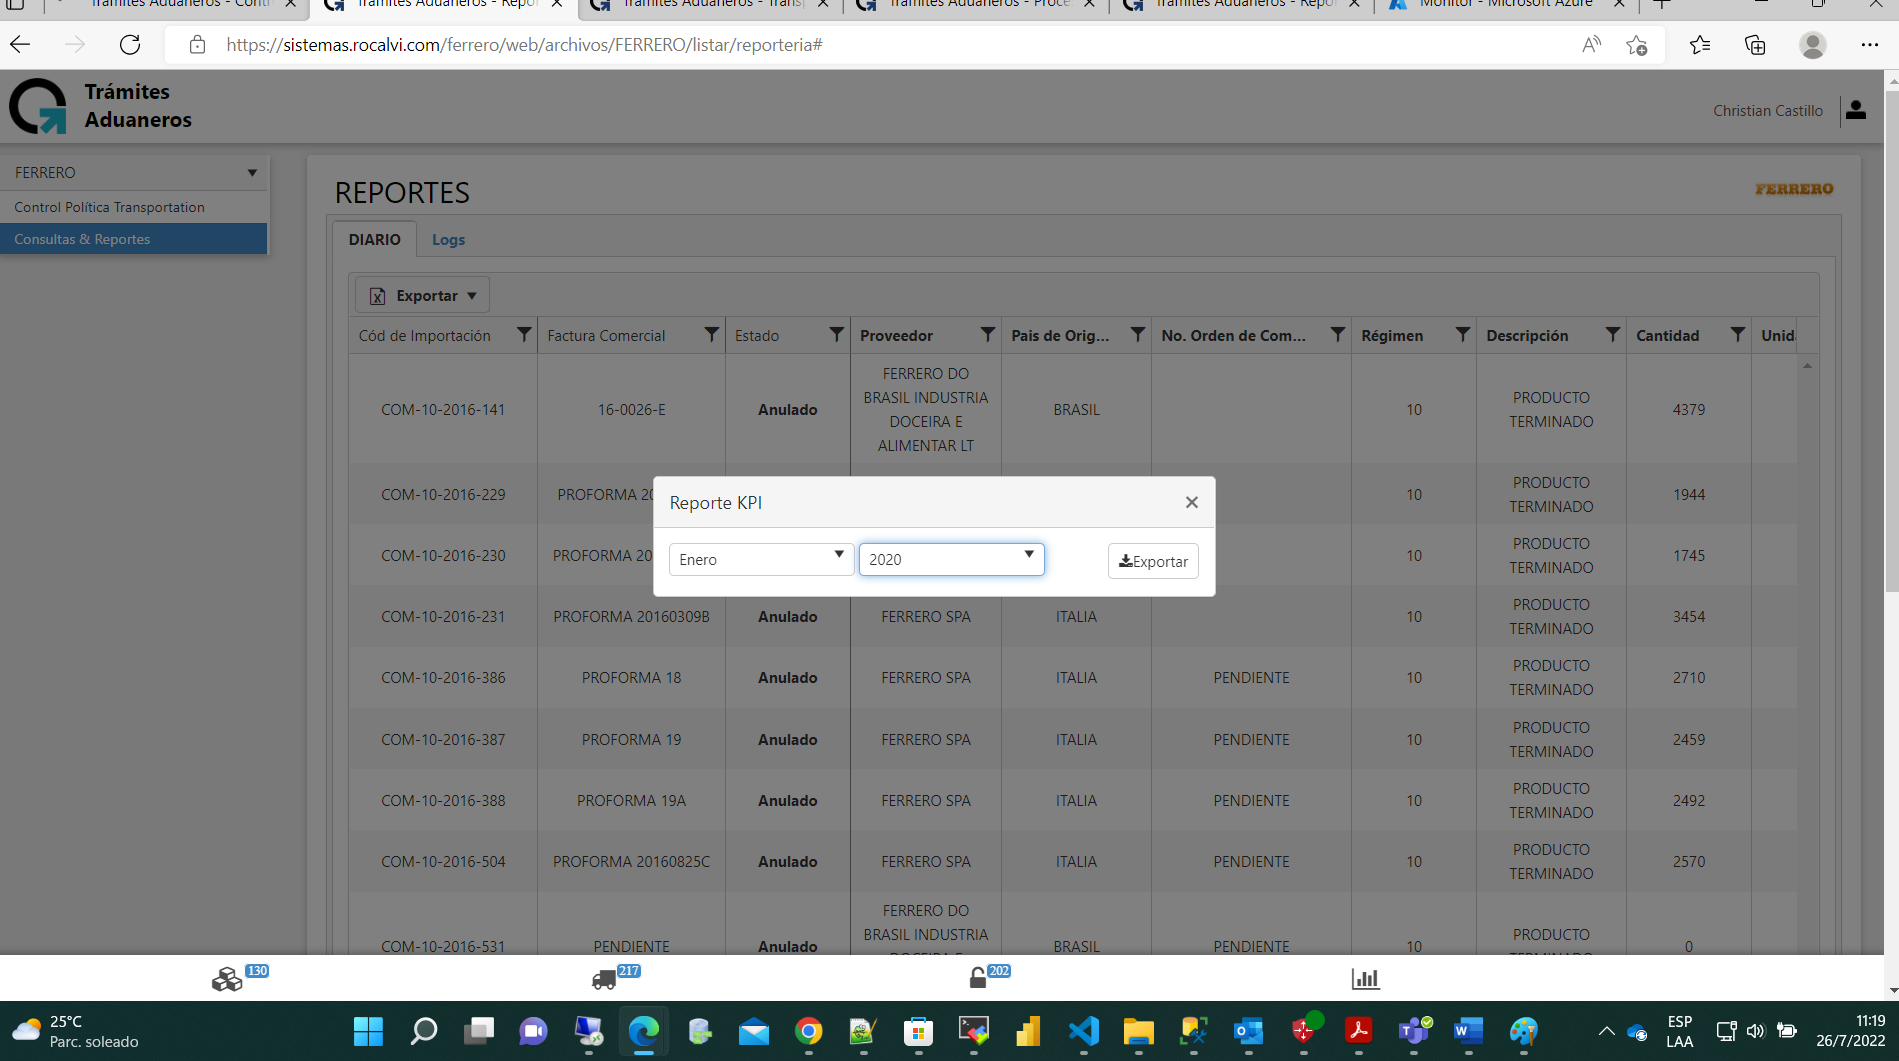 Trámites Aduaneros - Contr
Trámites Aduaneros - Repo
Trámites Aduaneros - Transp
Trámites Aduaneros - Proce
Trámites Aduaneros - Repo
Monitor - Microsoft Azure
https://sistemas.rocalvi.com/ferrero/web/archivos/FERRERO/listar/reporteria#
Trámites
Aduaneros
Christian Castillo
FERRERO
Control Política Transportation
Consultas & Reportes
REPORTES
FERRERO
DIARIO
Logs
Exportar
Cód de Importación
Factura Comercial
Estado
Proveedor
Pais de Orig...
No. Orden de Com...
Régimen
Descripción
Cantidad
Unid
COM-10-2016-141
16-0026-E
Anulado
FERRERO DO
BRASIL INDUSTRIA
DOCEIRA E
ALIMENTAR LT
BRASIL
10
PRODUCTO
TERMINADO
4379
COM-10-2016-229
PROFORMA 20
10
PRODUCTO
TERMINADO
1944
COM-10-2016-230
PROFORMA 20
10
PRODUCTO
TERMINADO
1745
Reporte KPI
Enero
2020
Exportar
COM-10-2016-231
PROFORMA 20160309B
Anulado
FERRERO SPA
ITALIA
10
PRODUCTO
TERMINADO
3454
COM-10-2016-386
PROFORMA 18
Anulado
FERRERO SPA
ITALIA
PENDIENTE
10
PRODUCTO
TERMINADO
2710
COM-10-2016-387
PROFORMA 19
Anulado
FERRERO SPA
ITALIA
PENDIENTE
10
PRODUCTO
TERMINADO
2459
COM-10-2016-388
PROFORMA 19A
Anulado
FERRERO SPA
ITALIA
PENDIENTE
10
PRODUCTO
TERMINADO
2492
COM-10-2016-504
PROFORMA 20160825C
Anulado
FERRERO SPA
ITALIA
PENDIENTE
10
PRODUCTO
TERMINADO
2570
COM-10-2016-531
PENDIENTE
Anulado
FERRERO DO
BRASIL INDUSTRIA
BRASIL
PENDIENTE
10
PRODUCTO
0
130
217
202
25°C
Parc. soleado
ESP
LAA
11:19
26/7/2022